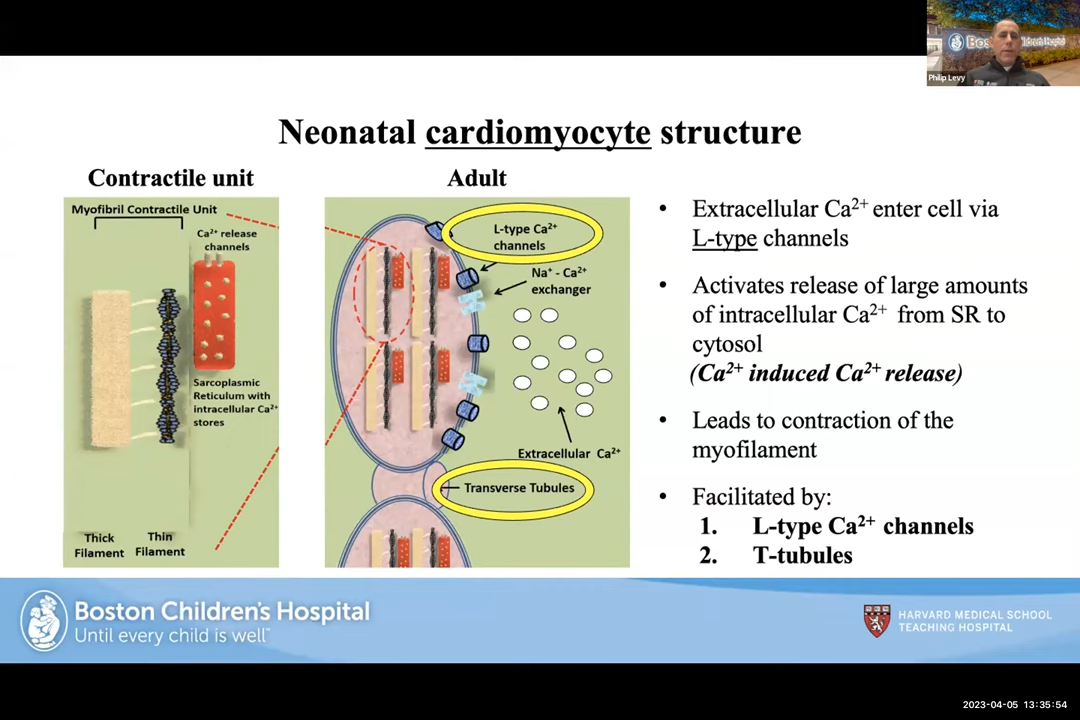 Boston Children's Hospital
Philip Levy
Neonatal cardiomyocyte structure
Contractile unit
Adult
Myofibril Contractile Unit
Ca²⁺ release
channels
Sarcoplasmic
Reticulum with
intracellular Ca²⁺
stores
Thick
Filament
Thin
Filament
L-type Ca²⁺
channels
Na⁺ - Ca²⁺
exchanger
Extracellular Ca²⁺
Transverse Tubules
• Extracellular Ca²⁺ enter cell via
L-type channels
• Activates release of large amounts
of intracellular Ca²⁺ from SR to
cytosol
(Ca²⁺ induced Ca²⁺ release)
• Leads to contraction of the
myofilament
• Facilitated by:
1. L-type Ca²⁺ channels
2. T-tubules
Boston Children's Hospital
Until every child is well™
HARVARD MEDICAL SCHOOL
TEACHING HOSPITAL
2023-04-05 13:35:54